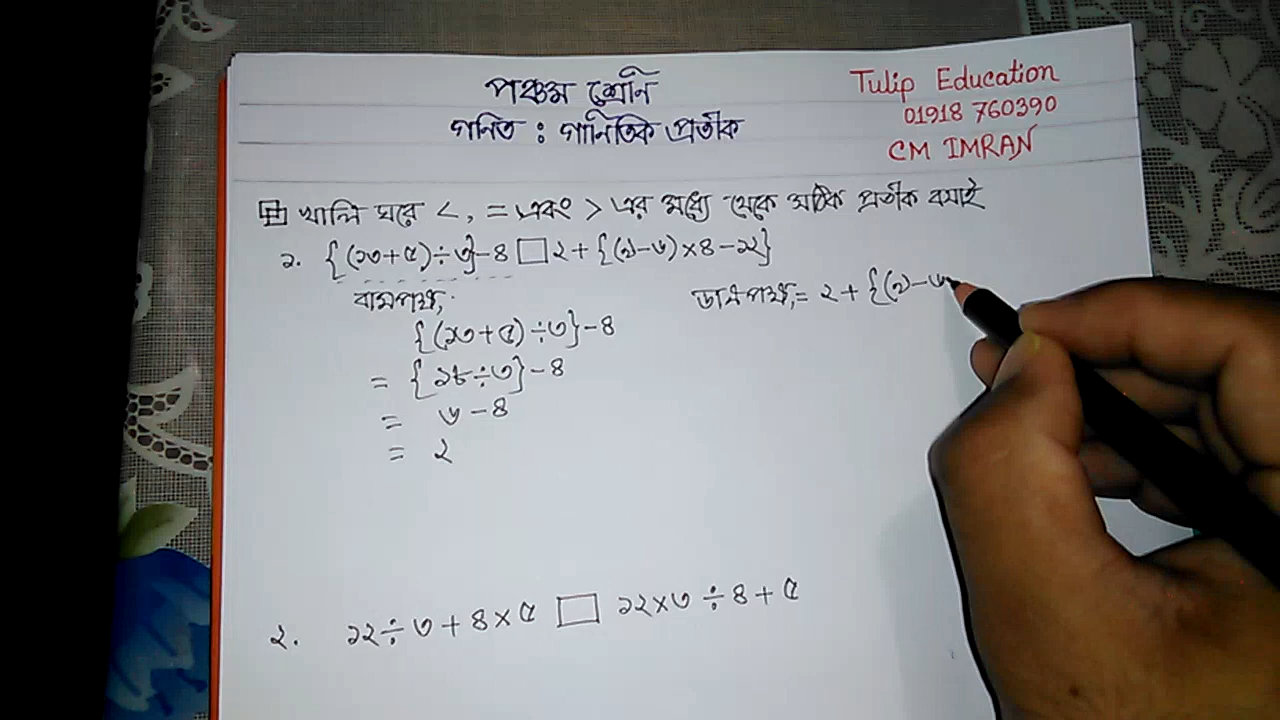 পঞ্চম শ্রেনি
গনিত : গানিতিক প্রতীক
Tulip Education
01918 760390
CM IMRAN
খালি ঘরে <, = এবং > এর মধ্যে থেকে সঠিক প্রতীক বসাই
১. {(১৩+৫)÷৩}-৪ □ ২+{(৯-৬)×৪-১২}
বামপক্ষ,
{(১৩+৫)÷৩}-৪
= {১৮÷৩}-৪
= ৬-৪
= ২
ডানপক্ষ,= ২+{(৯-৬
২. ১২÷৩+৪×৫ □ ১২×৩÷৪+৫